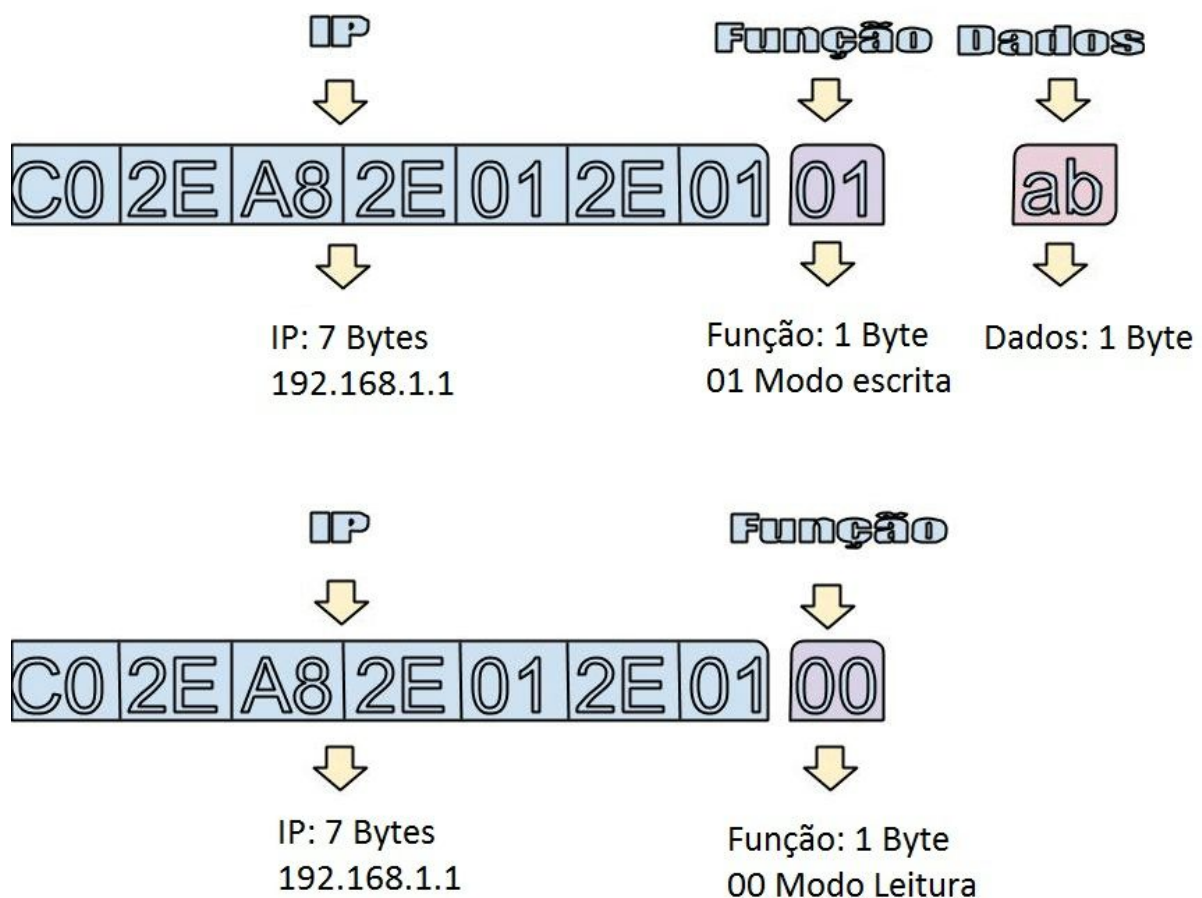 IP Função Dados
C0 2E A8 2E 01 2E 01 01 ab
IP: 7 Bytes
192.168.1.1
Função: 1 Byte
01 Modo escrita
Dados: 1 Byte
IP Função
C0 2E A8 2E 01 2E 01 00
IP: 7 Bytes
192.168.1.1
Função: 1 Byte
00 Modo Leitura